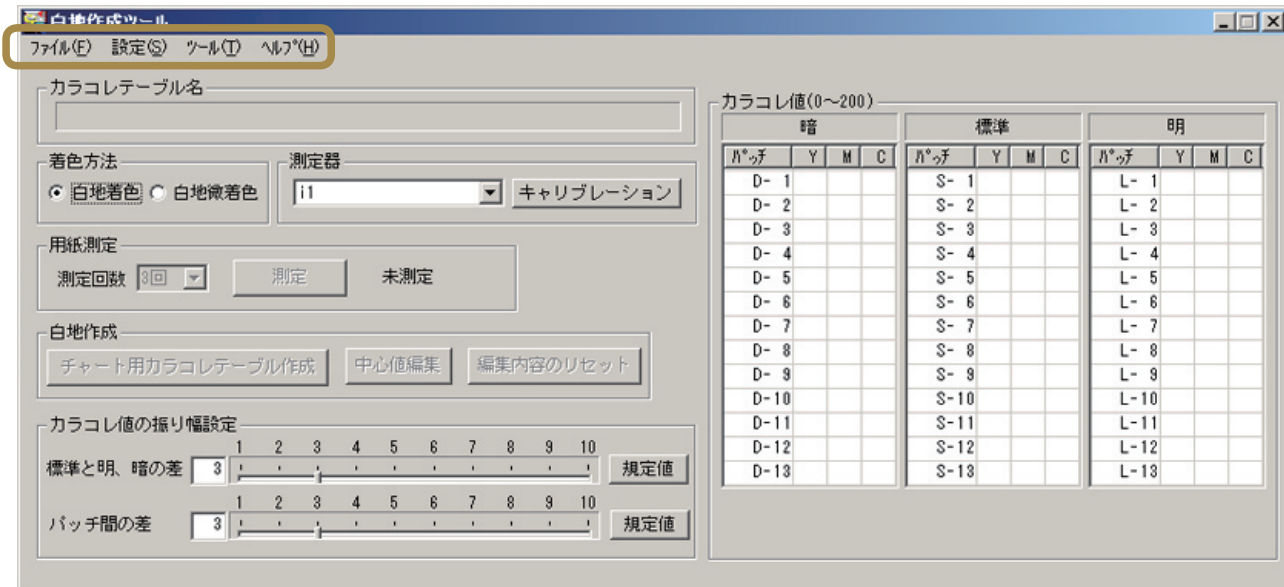 白地作成ツール
ﾌｧｲﾙ(F) 設定(S) ﾂｰﾙ(T) ﾍﾙﾌﾟ(H)
カラコレテーブル名
着色方法
白地着色 白地微着色
測定器
i1 キャリブレーション
用紙測定
測定回数 3回 測定 未測定
白地作成
チャート用カラコレテーブル作成 中心値編集 編集内容のリセット
カラコレ値の振り幅設定
1 2 3 4 5 6 7 8 9 10
標準と明、暗の差 3 規定値
1 2 3 4 5 6 7 8 9 10
パッチ間の差 3 規定値
カラコレ値(0～200)
暗 標準 明
ﾊﾟｯﾁ Y M C ﾊﾟｯﾁ Y M C ﾊﾟｯﾁ Y M C
D- 1 S- 1 L- 1
D- 2 S- 2 L- 2
D- 3 S- 3 L- 3
D- 4 S- 4 L- 4
D- 5 S- 5 L- 5
D- 6 S- 6 L- 6
D- 7 S- 7 L- 7
D- 8 S- 8 L- 8
D- 9 S- 9 L- 9
D-10 S-10 L-10
D-11 S-11 L-11
D-12 S-12 L-12
D-13 S-13 L-13